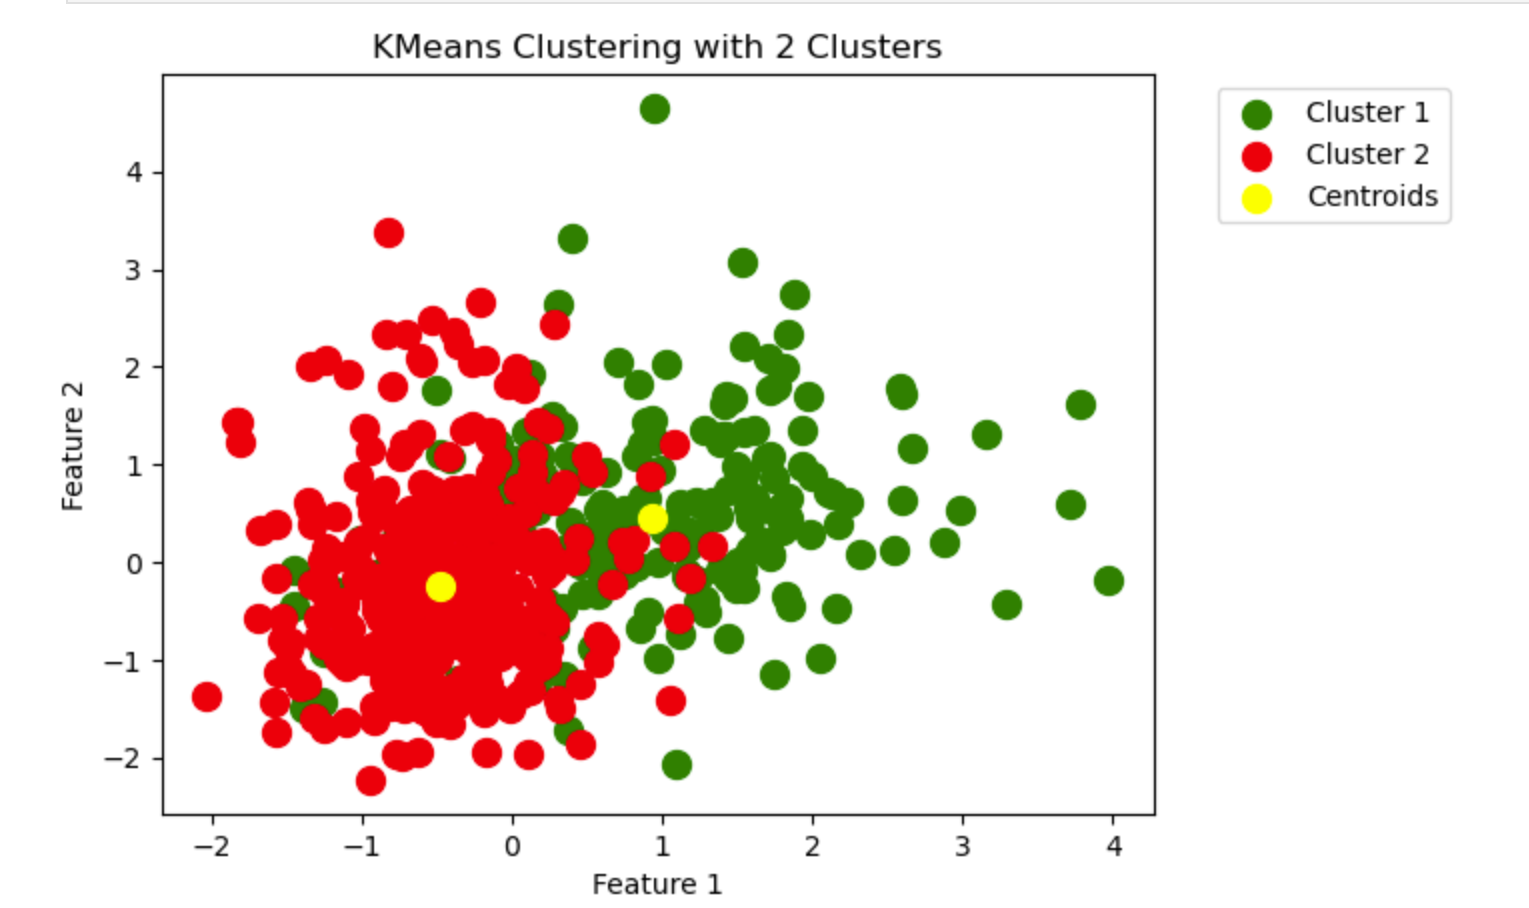 KMeans Clustering with 2 Clusters
Cluster 1
Cluster 2
Centroids
4
3
2
1
0
−1
−2
Feature 2
−2
−1
0
1
2
3
4
Feature 1